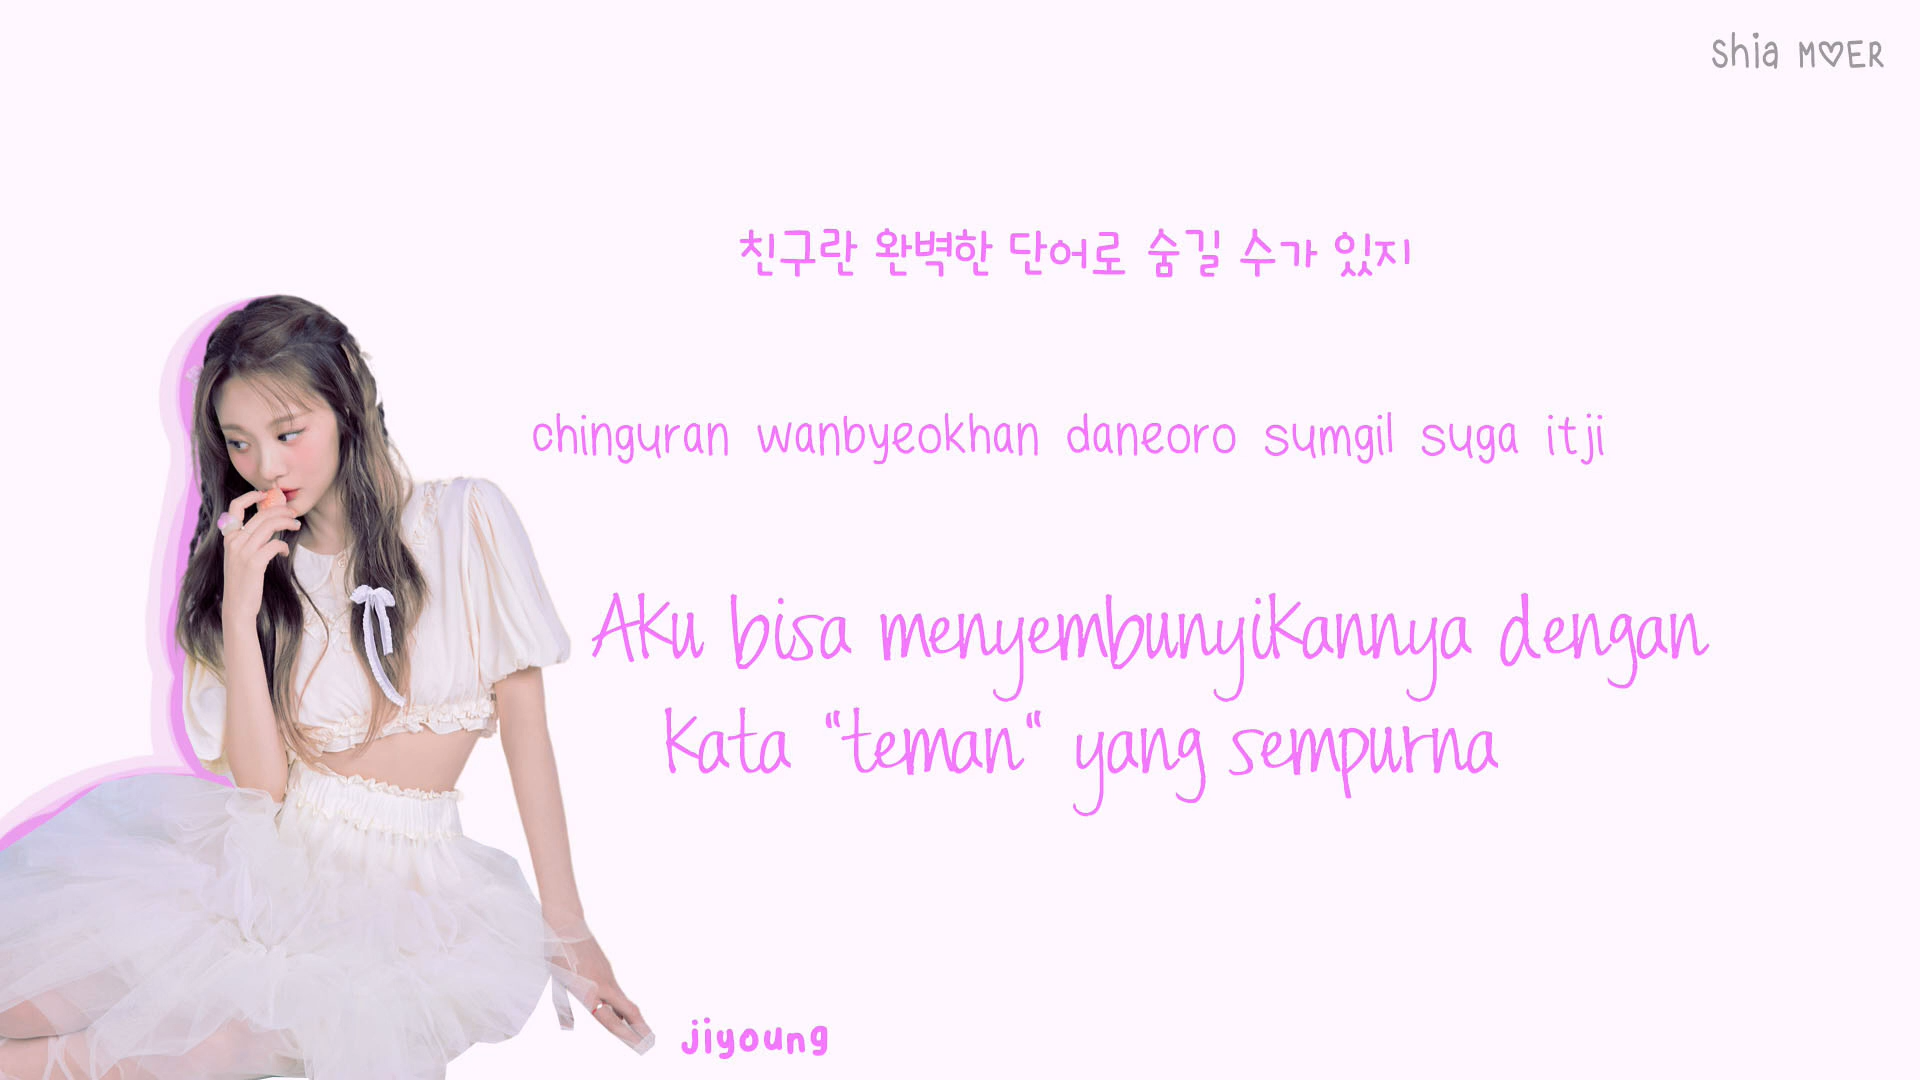 shia M♡ER
친구란 완벽한 단어로 숨길 수가 있지
chinguran wanbyeokhan daneoro sumgil suga itji
Aku bisa menyembunyikannya dengan
kata “teman“ yang sempurna
jiyoung